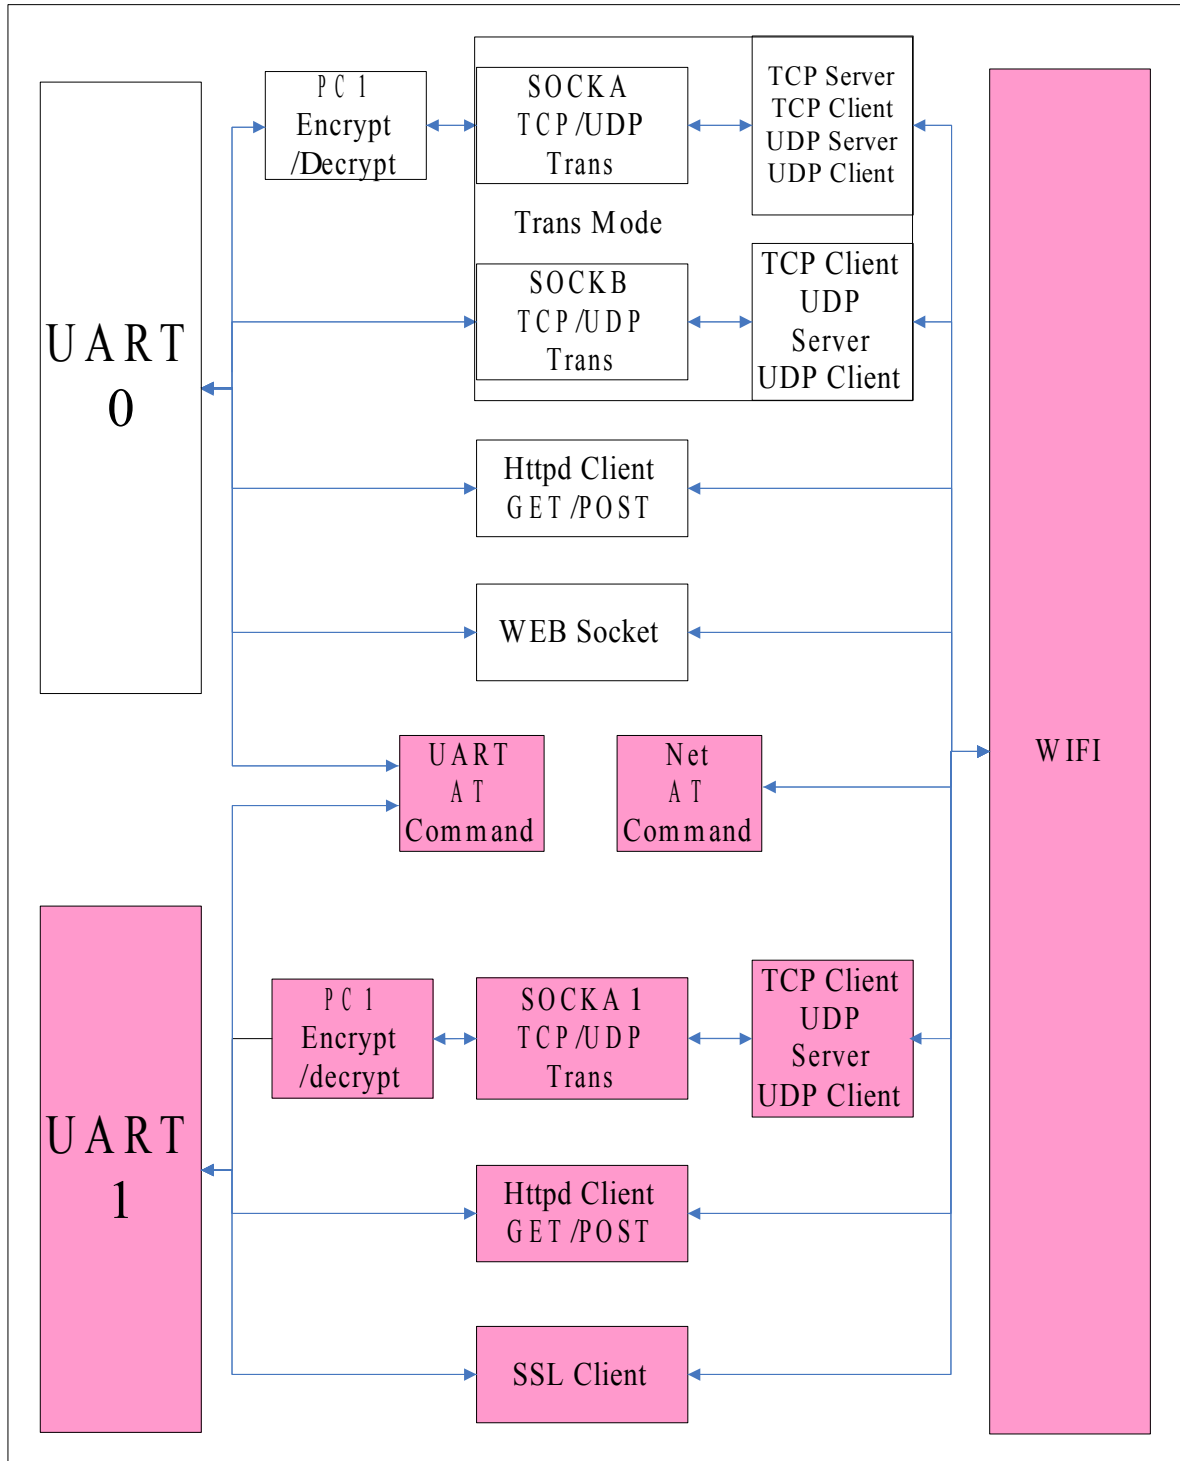 UART
0
PC1
Encrypt
/Decrypt
SOCKA
TCP/UDP
Trans
TCP Server
TCP Client
UDP Server
UDP Client
Trans Mode
SOCKB
TCP/UDP
Trans
TCP Client
UDP
Server
UDP Client
Httpd Client
GET/POST
WEB Socket
UART
AT
Command
Net
AT
Command
WIFI
UART
1
PC1
Encrypt
/decrypt
SOCKA1
TCP/UDP
Trans
TCP Client
UDP
Server
UDP Client
Httpd Client
GET/POST
SSL Client